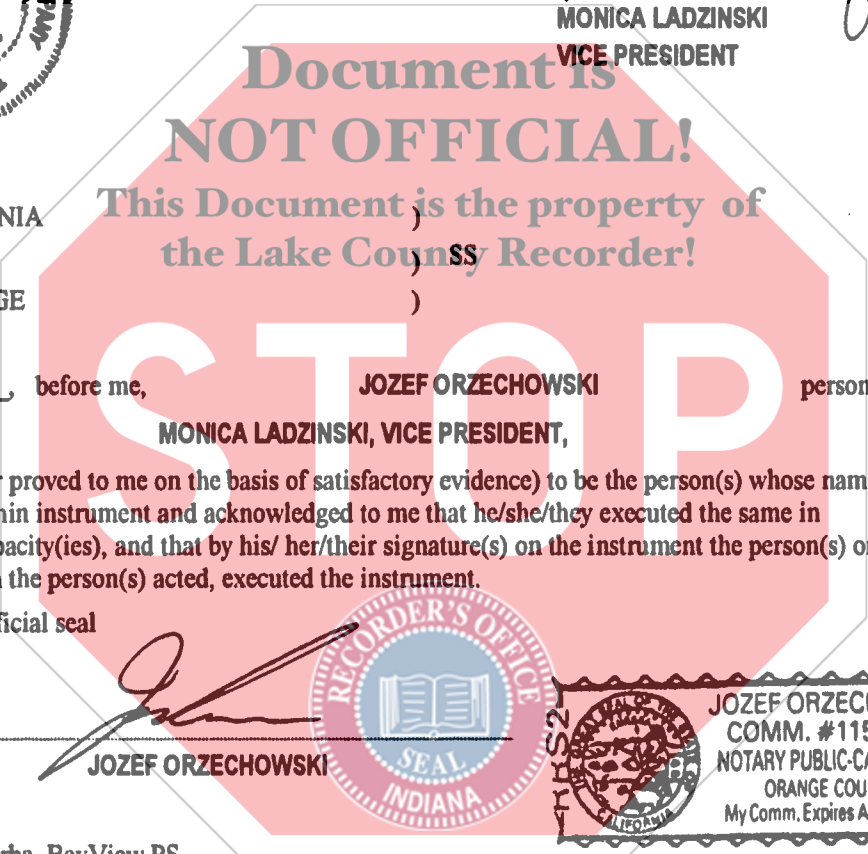 MONICA LADZINSKI
VICE PRESIDENT
Document is
NOT OFFICIAL!
This Document is the property of
the Lake County Recorder!
NIA )
) SS
GE )
STOP
before me, JOZEF ORZECHOWSKI person
MONICA LADZINSKI, VICE PRESIDENT,
proved to me on the basis of satisfactory evidence) to be the person(s) whose nam
hin instrument and acknowledged to me that he/she/they executed the same in
pacity(ies), and that by his/ her/their signature(s) on the instrument the person(s) o
the person(s) acted, executed the instrument.
ficial seal
RECORDER'S OFFICE
SEAL
INDIANA
JOZEF ORZECHOWSKI
JOZEF ORZECH
COMM. #115
NOTARY PUBLIC-CA
ORANGE COU
My Comm. Expires A
CALIFORNIA
BayView PS